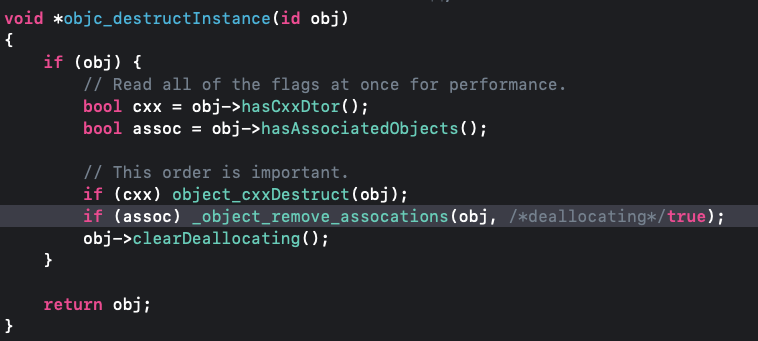 void *objc_destructInstance(id obj)
{
    if (obj) {
        // Read all of the flags at once for performance.
        bool cxx = obj->hasCxxDtor();
        bool assoc = obj->hasAssociatedObjects();

        // This order is important.
        if (cxx) object_cxxDestruct(obj);
        if (assoc) _object_remove_assocations(obj, /*deallocating*/true);
        obj->clearDeallocating();
    }

    return obj;
}